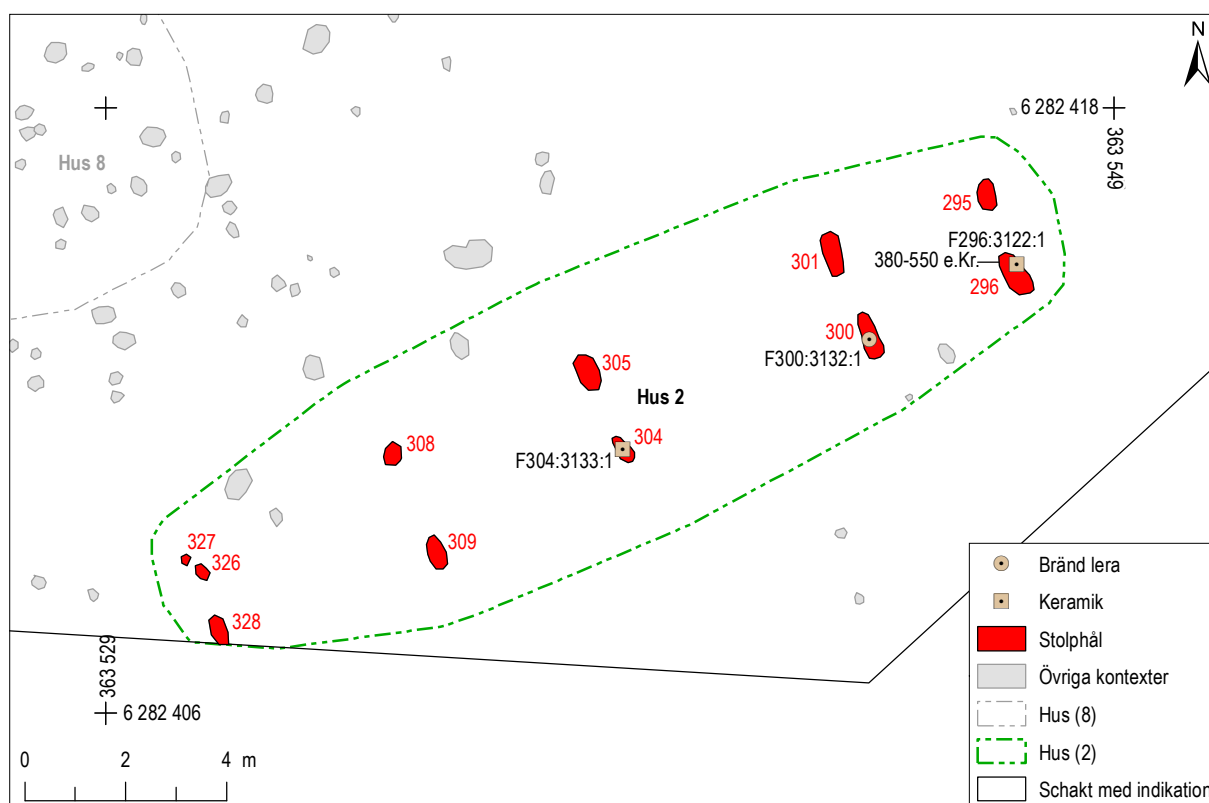 N
6 282 418
363 549
Hus 8
295
F296:3122:1
301
380-550 e.Kr.
296
300
F300:3132:1
305
Hus 2
304
308
F304:3133:1
327
326
309
328
363 529
6 282 406
0 2 4 m
Bränd lera
Keramik
Stolphål
Övriga kontexter
Hus (8)
Hus (2)
Schakt med indikation